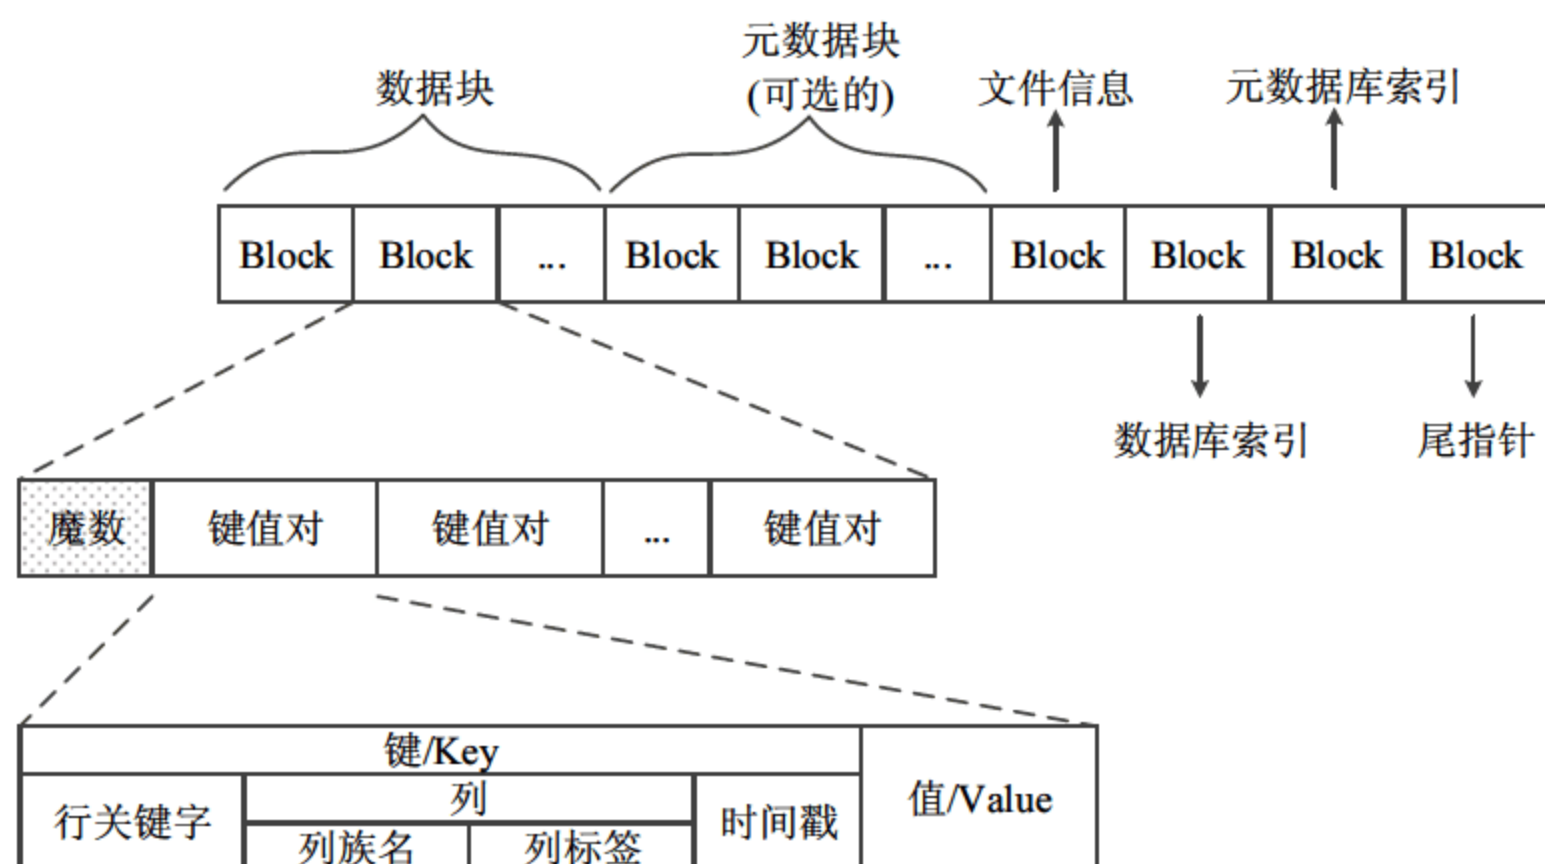 元数据块
数据块
(可选的)
文件信息
元数据库索引
Block Block ... Block Block ... Block Block Block Block
数据库索引
尾指针
魔数 键值对 键值对 ... 键值对
键/Key
值/Value
行关键字
列
时间戳
列族名
列标签